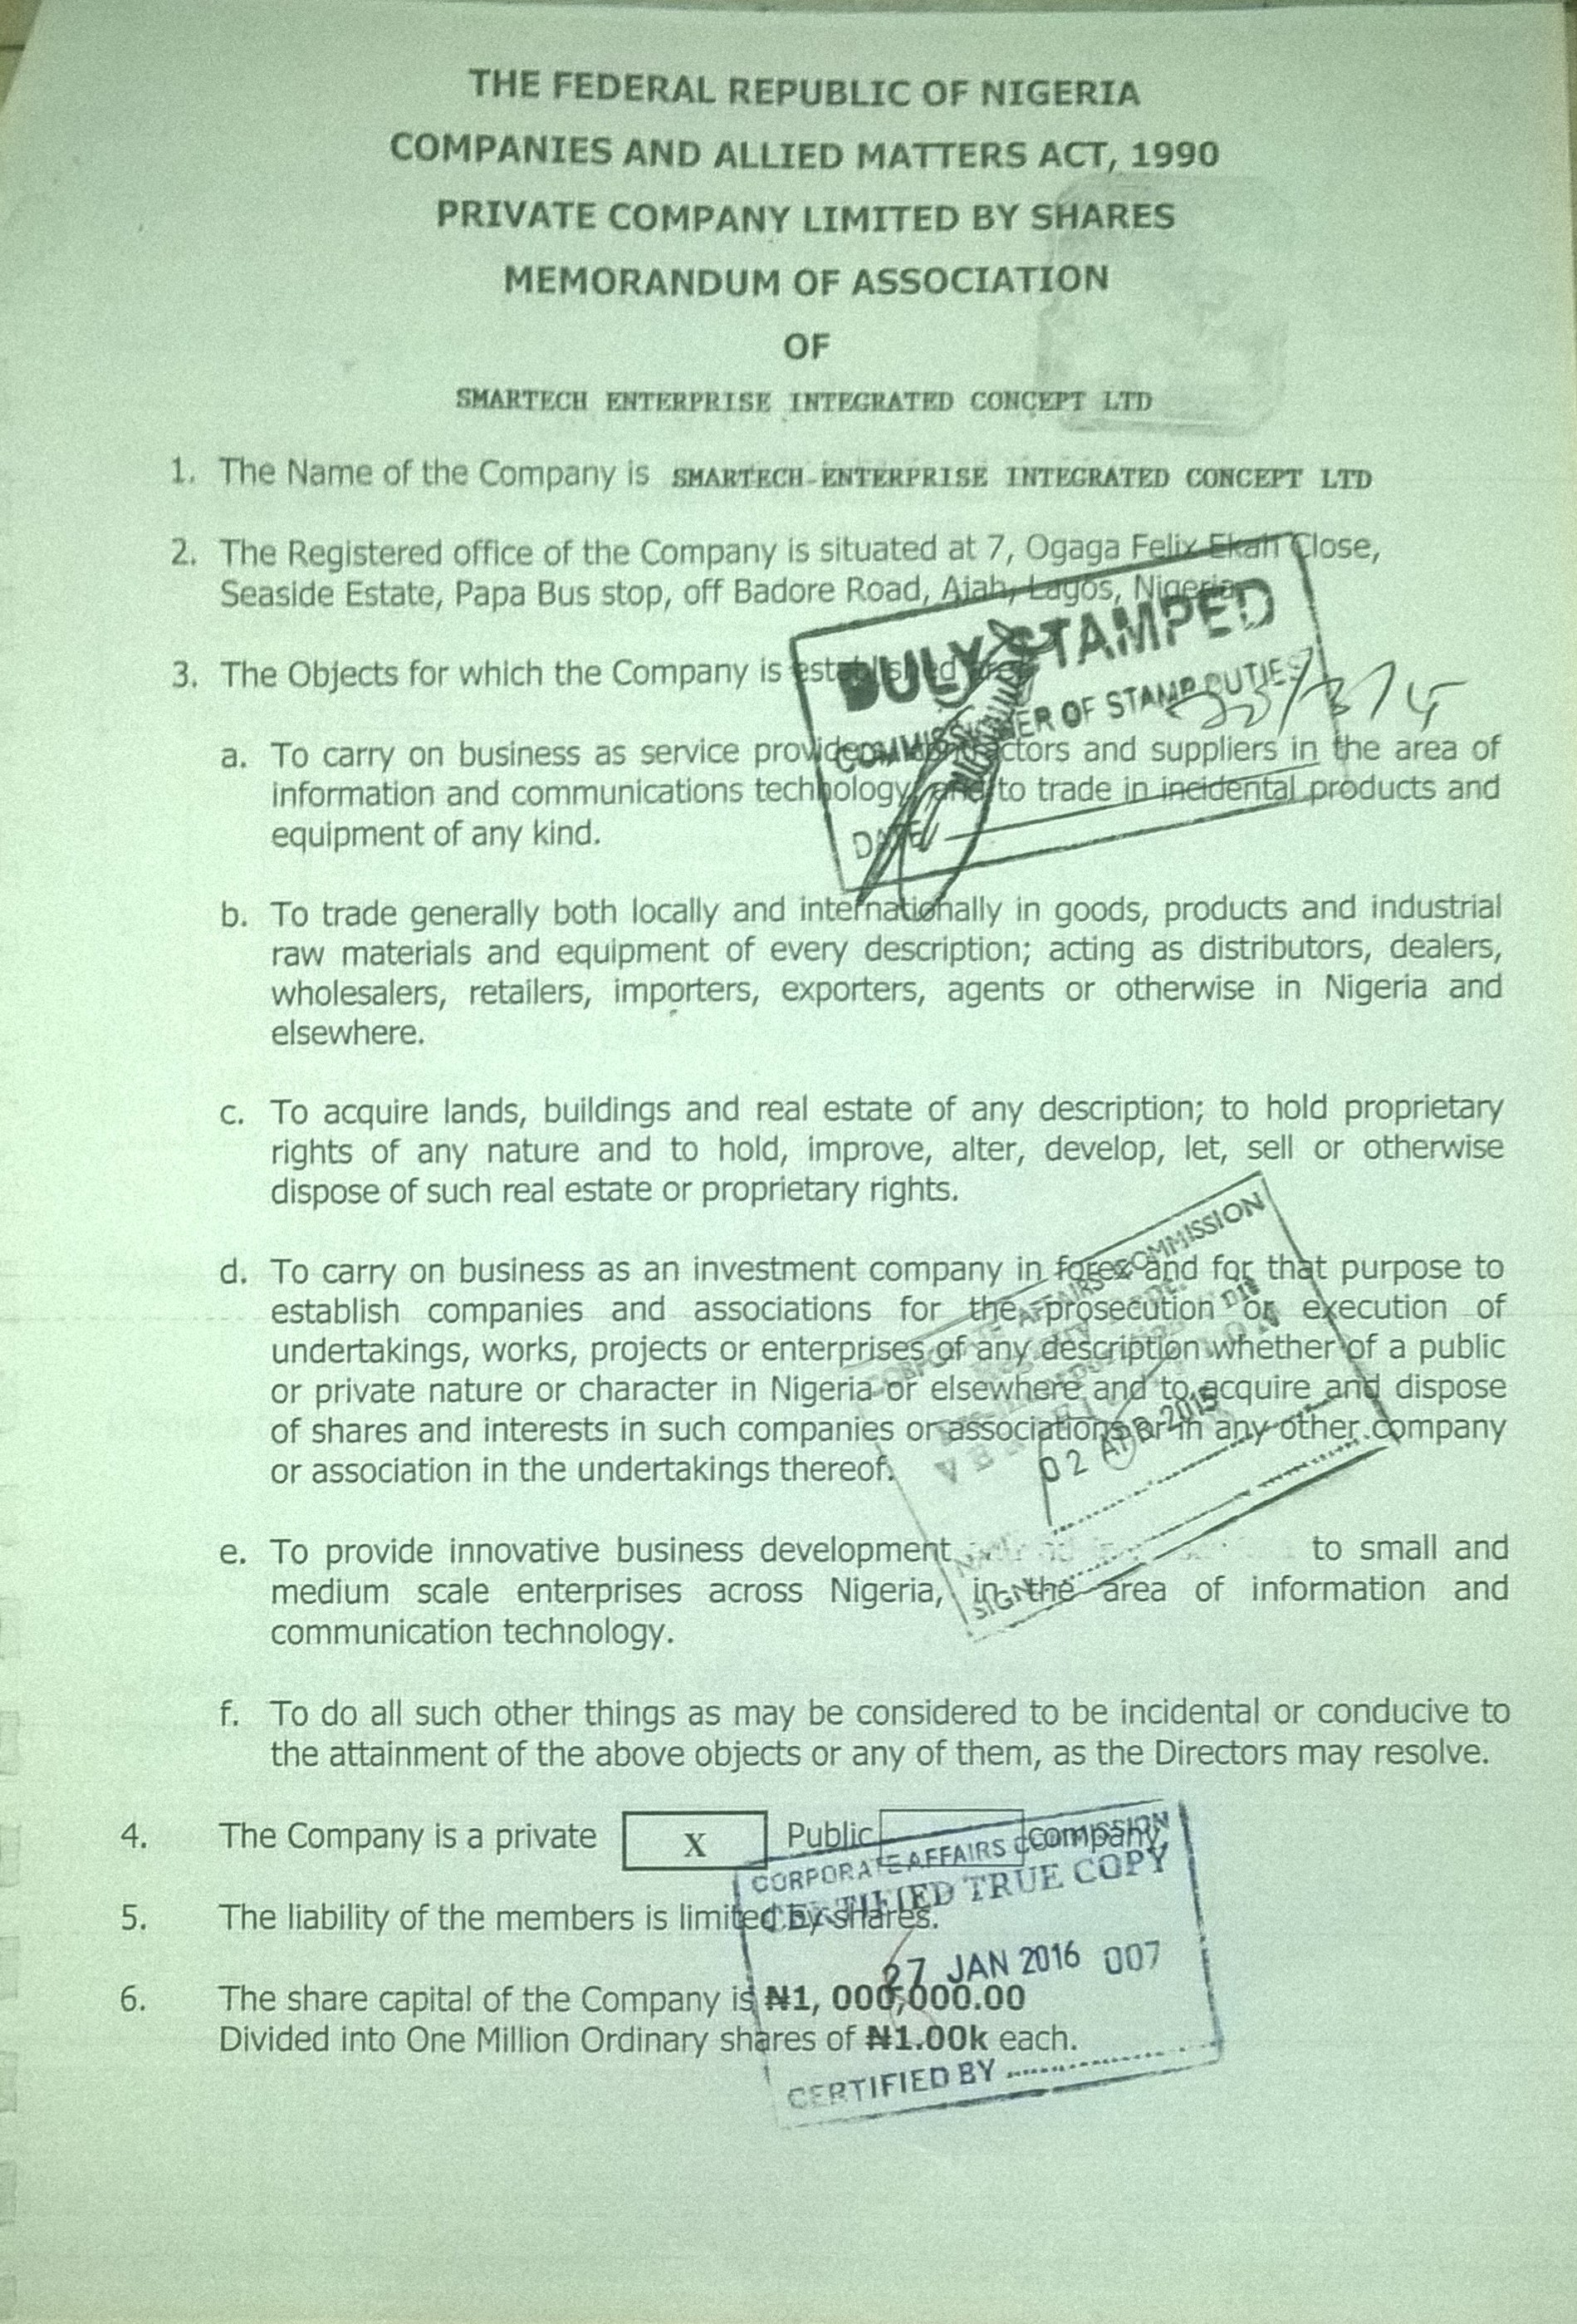 THE FEDERAL REPUBLIC OF NIGERIA
COMPANIES AND ALLIED MATTERS ACT, 1990
PRIVATE COMPANY LIMITED BY SHARES
MEMORANDUM OF ASSOCIATION
OF
SMARTECH ENTERPRISE INTEGRATED CONCEPT LTD
1. The Name of the Company is SMARTECH ENTERPRISE INTEGRATED CONCEPT LTD
2. The Registered office of the Company is situated at 7, Ogaga Felix Ekah Close,
Seaside Estate, Papa Bus stop, off Badore Road, Ajah, Lagos, Nigeria
3. The Objects for which the Company is established are:
DULY STAMPED
COMMISSIONER OF STAMP DUTIES
DATE
a. To carry on business as service providers, contractors and suppliers in the area of
information and communications technology, and to trade in incidental products and
equipment of any kind.
b. To trade generally both locally and internationally in goods, products and industrial
raw materials and equipment of every description; acting as distributors, dealers,
wholesalers, retailers, importers, exporters, agents or otherwise in Nigeria and
elsewhere.
c. To acquire lands, buildings and real estate of any description; to hold proprietary
rights of any nature and to hold, improve, alter, develop, let, sell or otherwise
dispose of such real estate or proprietary rights.
d. To carry on business as an investment company in forex and for that purpose to
establish companies and associations for the prosecution or execution of
undertakings, works, projects or enterprises of any description whether of a public
or private nature or character in Nigeria or elsewhere and to acquire and dispose
of shares and interests in such companies or associations or in any other company
or association in the undertakings thereof.
CORPORATE AFFAIRS COMMISSION
02 APR 2015
NAME
SIGN
e. To provide innovative business development to small and
medium scale enterprises across Nigeria, in the area of information and
communication technology.
f. To do all such other things as may be considered to be incidental or conducive to
the attainment of the above objects or any of them, as the Directors may resolve.
4. The Company is a private X Public company.
5. The liability of the members is limited by shares.
6. The share capital of the Company is ₦1, 000,000.00
Divided into One Million Ordinary shares of ₦1.00k each.
CORPORATE AFFAIRS COMMISSION
CERTIFIED TRUE COPY
27 JAN 2016 007
CERTIFIED BY